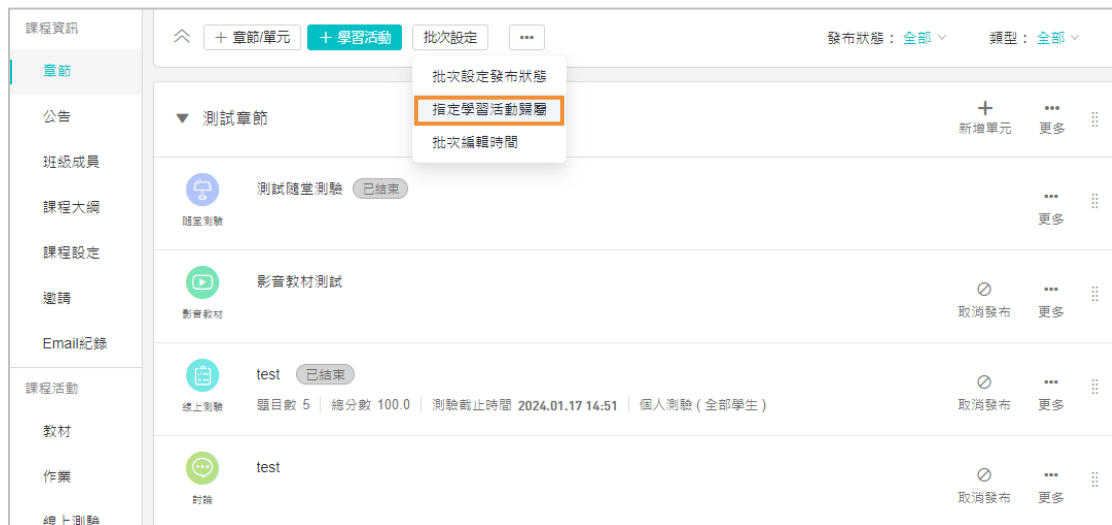 課程資訊
章節
公告
班級成員
課程大綱
課程設定
邀請
Email紀錄
課程活動
教材
作業
線上測驗
+ 章節/單元 + 學習活動 批次設定 ••• 發布狀態： 全部 類型： 全部
批次設定發布狀態
指定學習活動歸屬
批次編輯時間
測試章節 新增單元 更多
隨堂測驗 測試隨堂測驗 已結束 更多
影音教材 影音教材測試 取消發布 更多
test 已結束
線上測驗 題目數 5 | 總分數 100.0 | 測驗截止時間 2024.01.17 14:51 | 個人測驗 ( 全部學生 ) 取消發布 更多
test
討論 取消發布 更多